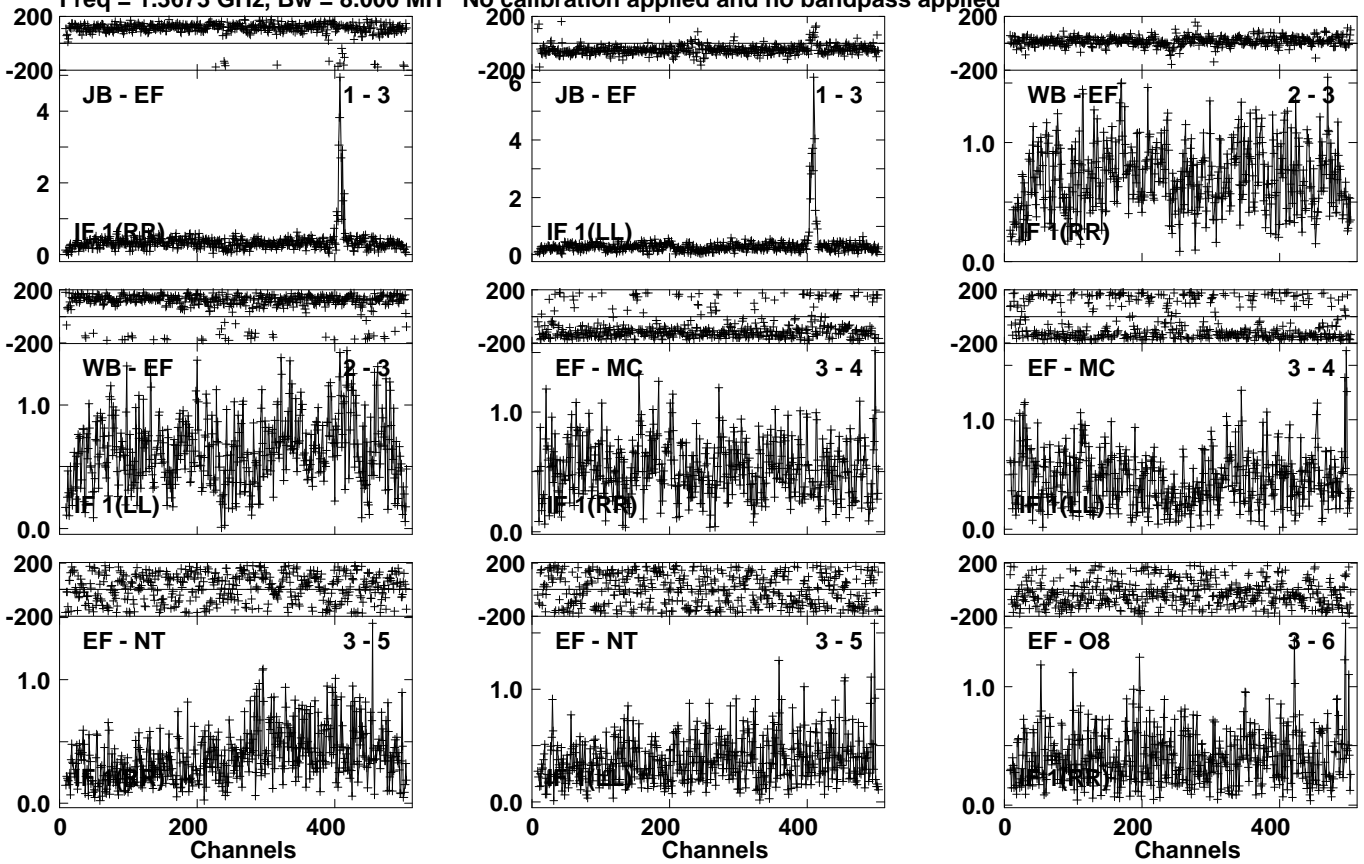 Freq = 1.5673 GHz, Bw = 8.000 MH No calibration applied and no bandpass applied
200
-200
JB - EF 1 - 3
4
2
0
IF 1(RR)
200
-200
JB - EF 1 - 3
6
4
2
0
IF 1(LL)
200
-200
WB - EF 2 - 3
1.0
0.0
IF 1(RR)
200
-200
WB - EF 2 - 3
1.0
0.0
IF 1(LL)
200
-200
EF - MC 3 - 4
1.0
0.0
IF 1(RR)
200
-200
EF - MC 3 - 4
1.0
0.0
IF 1(LL)
200
-200
EF - NT 3 - 5
1.0
0.0
IF 1(RR)
0 200 400
Channels
200
-200
EF - NT 3 - 5
1.0
0.0
IF 1(LL)
0 200 400
Channels
200
-200
EF - O8 3 - 6
1.0
0.0
IF 1(RR)
0 200 400
Channels